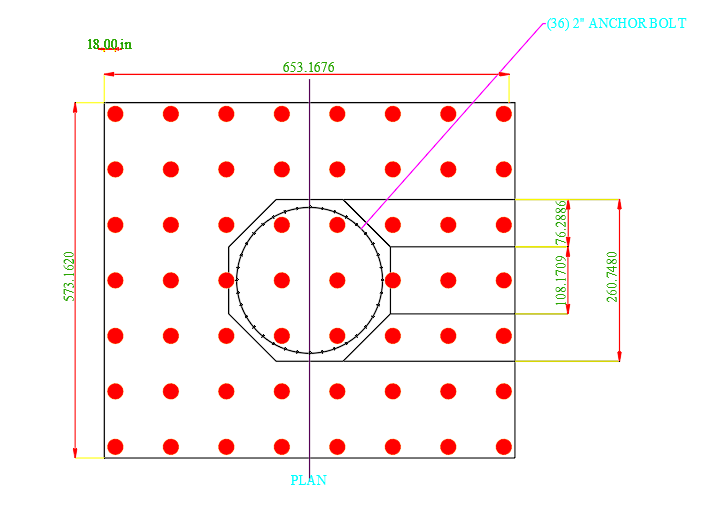 (36) 2" ANCHOR BOLT
18.00 in
653.1676
76.2886
573.1620
108.1709
260.7480
PLAN